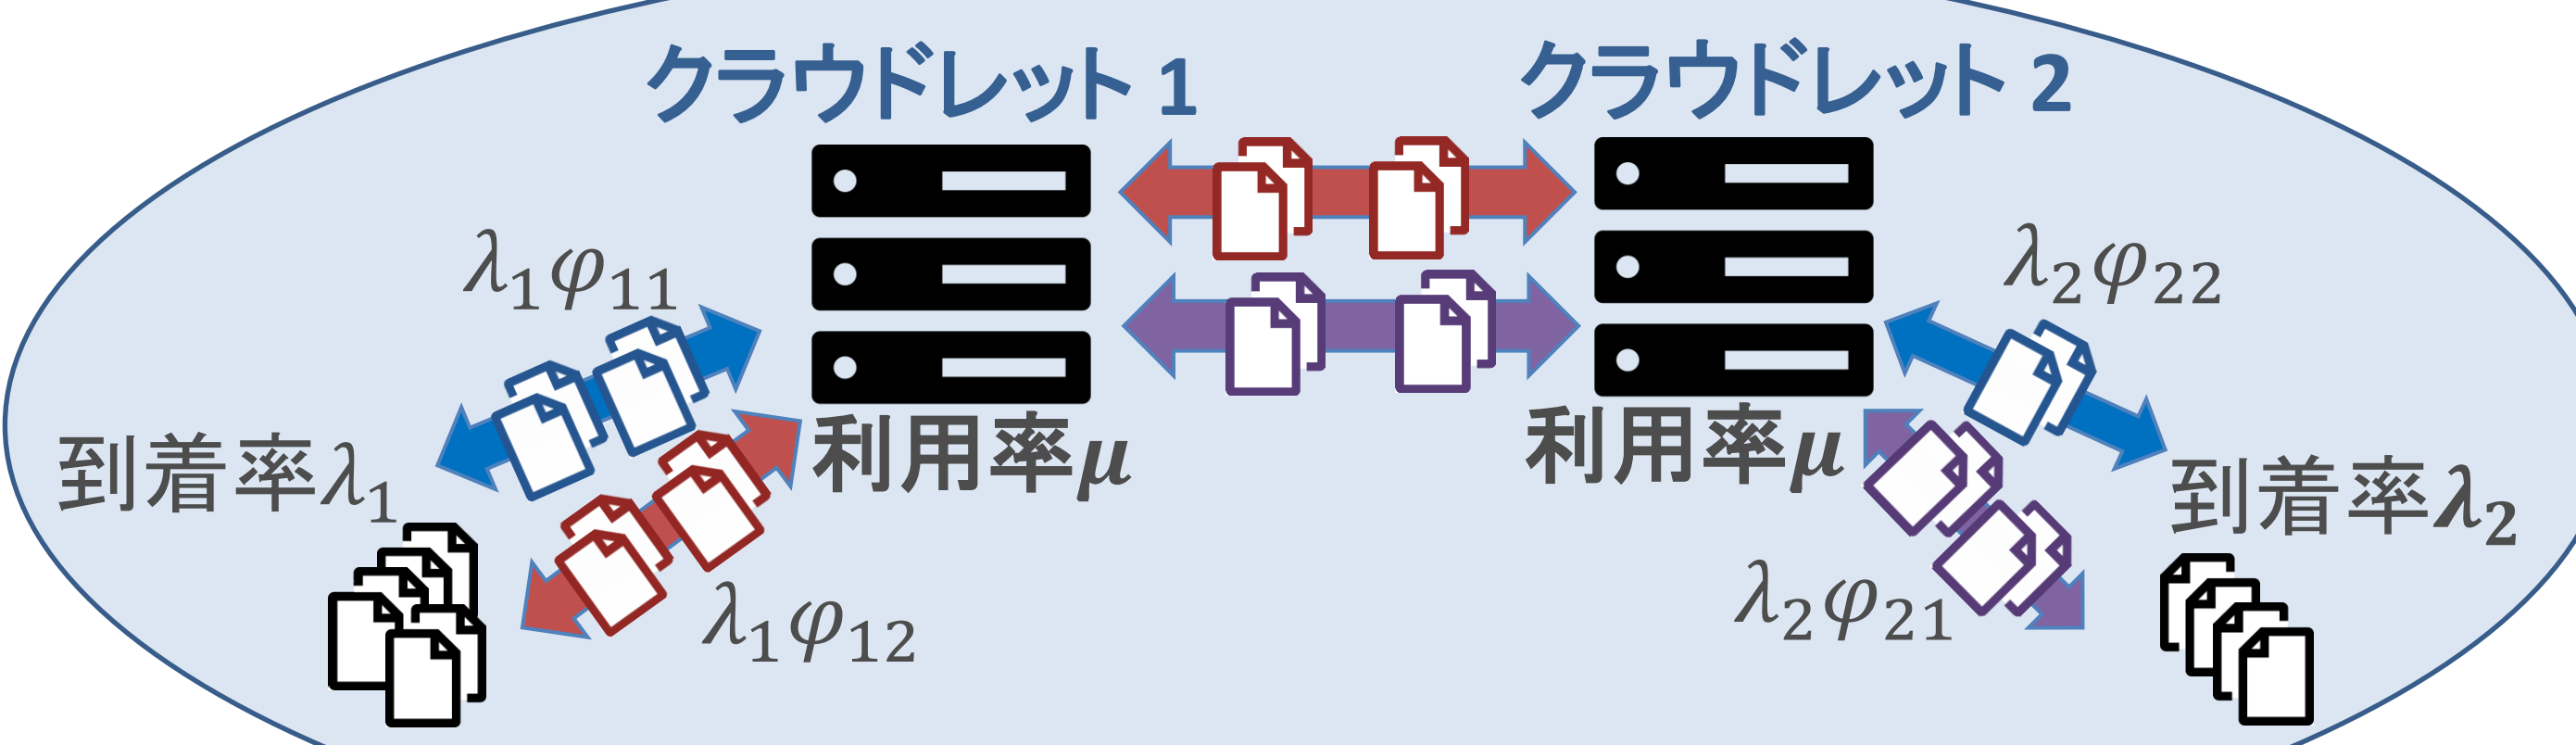 クラウドレット 1
クラウドレット 2
λ₁φ₁₁
λ₂φ₂₂
到着率λ₁
利用率μ
利用率μ
到着率λ₂
λ₁φ₁₂
λ₂φ₂₁